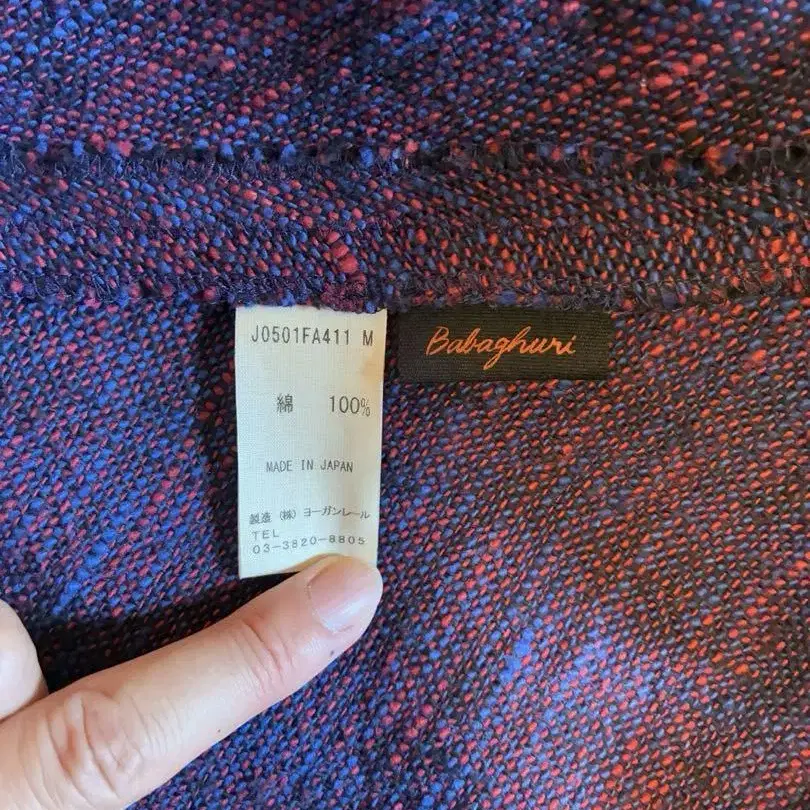 J0501FA411 M
Babaghuri
綿 100%
MADE IN JAPAN
製造 (株) ヨーガンレール
TEL
03-3820-8805